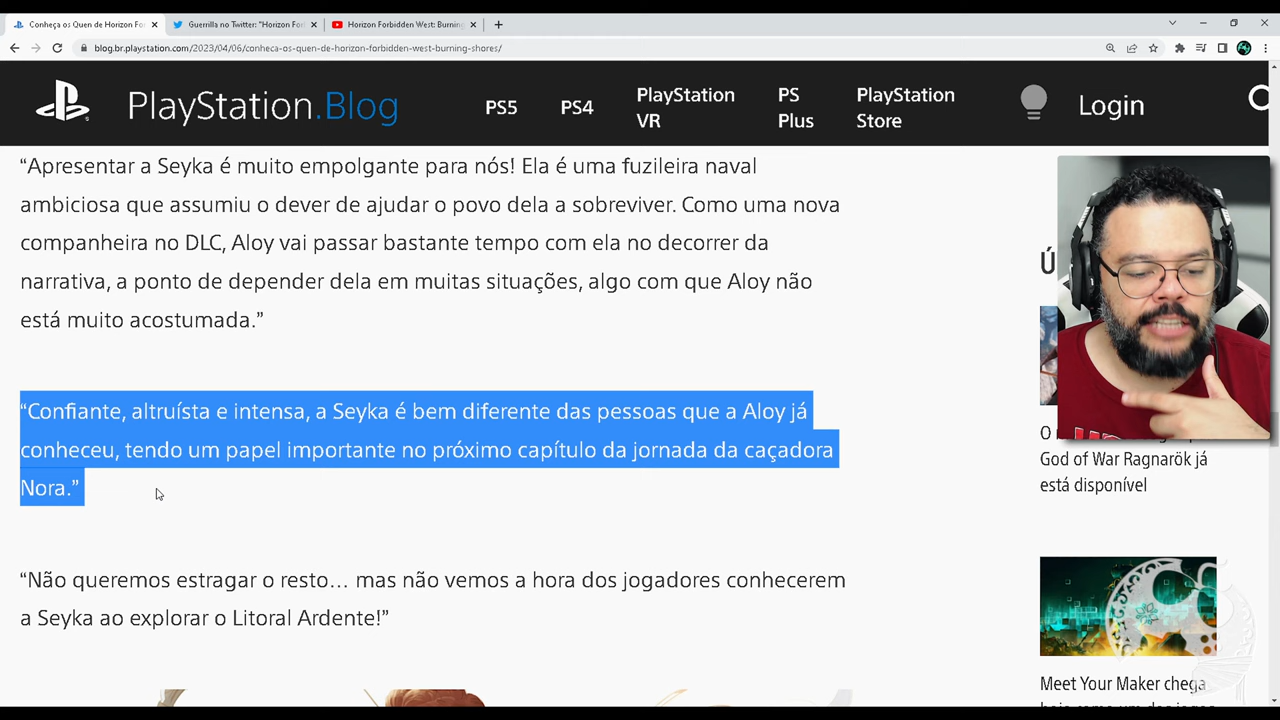 Conheça os Quen de Horizon For
Guerrilla no Twitter: "Horizon For
Horizon Forbidden West: Burning
blog.br.playstation.com/2023/04/06/conheca-os-quen-de-horizon-forbidden-west-burning-shores/
PlayStation.Blog
PS5
PS4
PlayStation
VR
PS
Plus
PlayStation
Store
Login
“Apresentar a Seyka é muito empolgante para nós! Ela é uma fuzileira naval
ambiciosa que assumiu o dever de ajudar o povo dela a sobreviver. Como uma nova
companheira no DLC, Aloy vai passar bastante tempo com ela no decorrer da
narrativa, a ponto de depender dela em muitas situações, algo com que Aloy não
está muito acostumada.”
“Confiante, altruísta e intensa, a Seyka é bem diferente das pessoas que a Aloy já
conheceu, tendo um papel importante no próximo capítulo da jornada da caçadora
Nora.”
“Não queremos estragar o resto… mas não vemos a hora dos jogadores conhecerem
a Seyka ao explorar o Litoral Ardente!”
God of War Ragnarök já
está disponível
Meet Your Maker chega